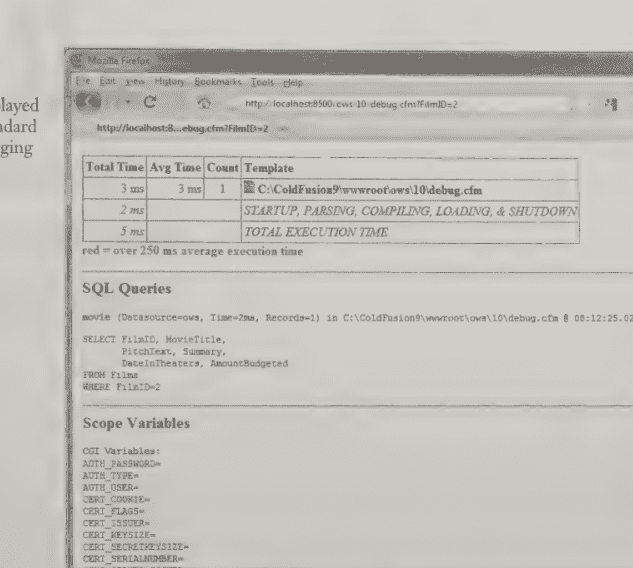 played
ndard
ging
Mozilla Firefox
File Edit View History Bookmarks Tools Help
http://localhost:8500/ows/10/debug.cfm?FilmID=2
http://localhost:8...ebug.cfm?FilmID=2
Total Time Avg Time Count Template
3 ms 3 ms 1 C:\ColdFusion9\wwwroot\ows\10\debug.cfm
2 ms STARTUP, PARSING, COMPILING, LOADING, & SHUTDOWN
5 ms TOTAL EXECUTION TIME
red = over 250 ms average execution time
SQL Queries
movie (Datasource=ows, Time=2ms, Records=1) in C:\ColdFusion9\wwwroot\ows\10\debug.cfm @ 08:12:25.02
SELECT FilmID, MovieTitle,
PitchText, Summary,
DateInTheaters, AmountBudgeted
FROM Films
WHERE FilmID=2
Scope Variables
CGI Variables:
AUTH_PASSWORD=
AUTH_TYPE=
AUTH_USER=
CERT_COOKIE=
CERT_FLAGS=
CERT_ISSUER=
CERT_KEYSIZE=
CERT_SECRETKEYSIZE=
CERT_SERIALNUMBER=